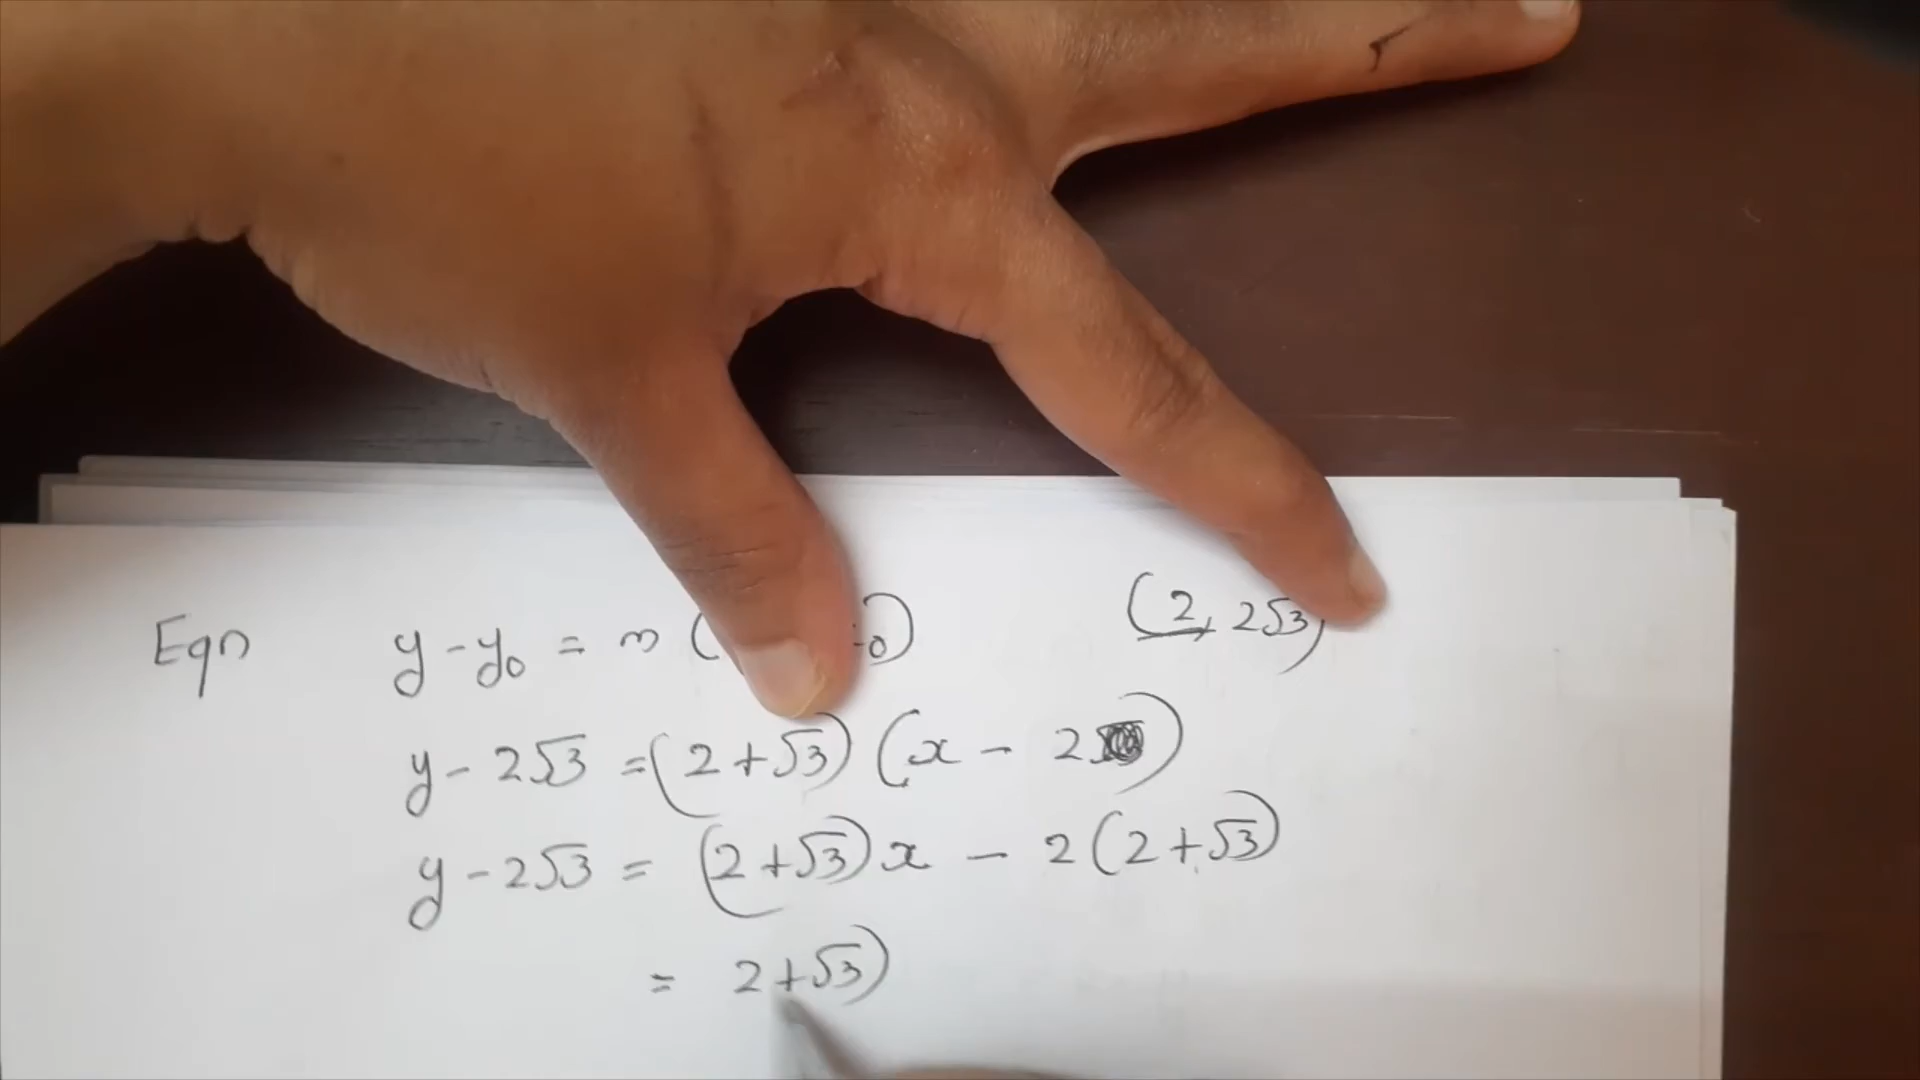 Eqn y - y₀ = m ( ₀) (2, 2√3)
y - 2√3 = (2+√3) (x - 2)
y - 2√3 = (2+√3)x - 2(2+√3)
= 2+√3)